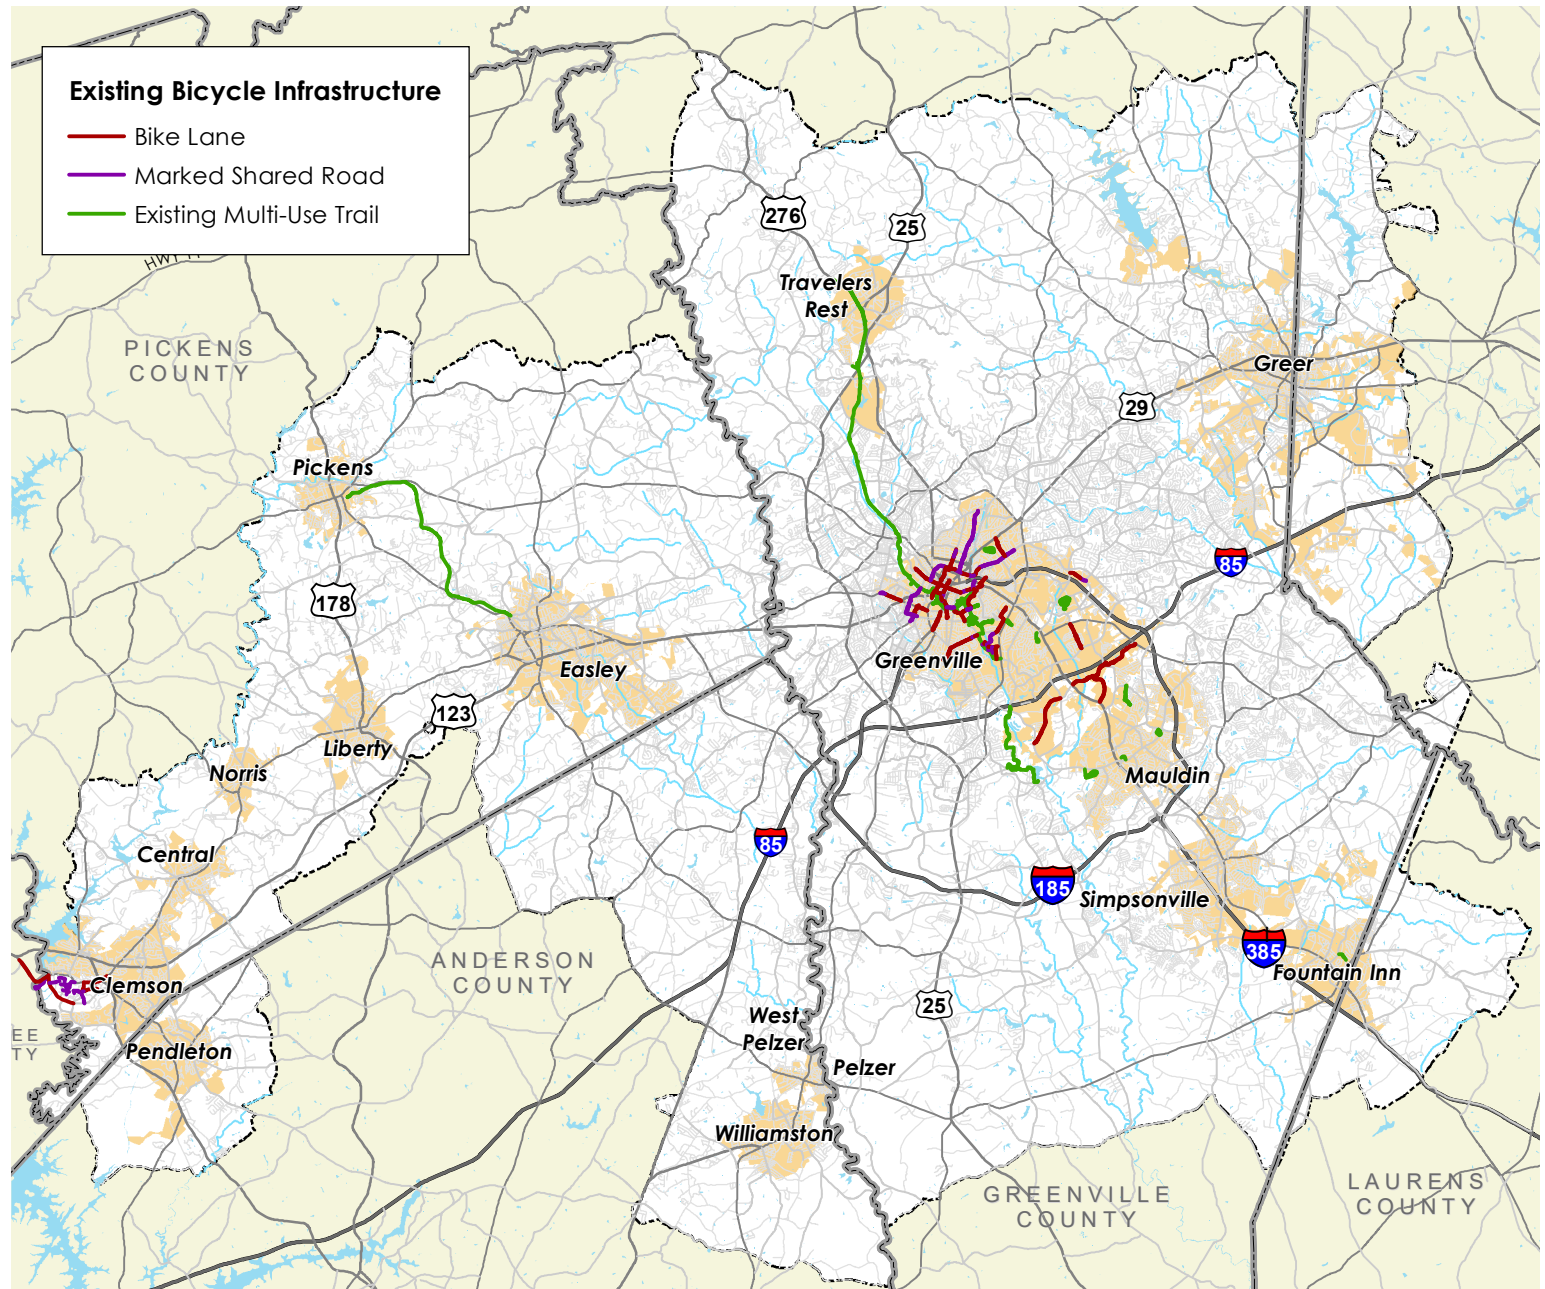 Existing Bicycle Infrastructure
Bike Lane
Marked Shared Road
Existing Multi-Use Trail
276
25
Travelers
Rest
PICKENS
COUNTY
Greer
29
Pickens
85
178
Easley
Greenville
123
Liberty
Norris
Mauldin
85
Central
185
Simpsonville
385
Fountain Inn
ANDERSON
COUNTY
Clemson
25
West
Pelzer
EE
TY
Pendleton
Pelzer
Williamston
GREENVILLE
COUNTY
LAURENS
COUNTY